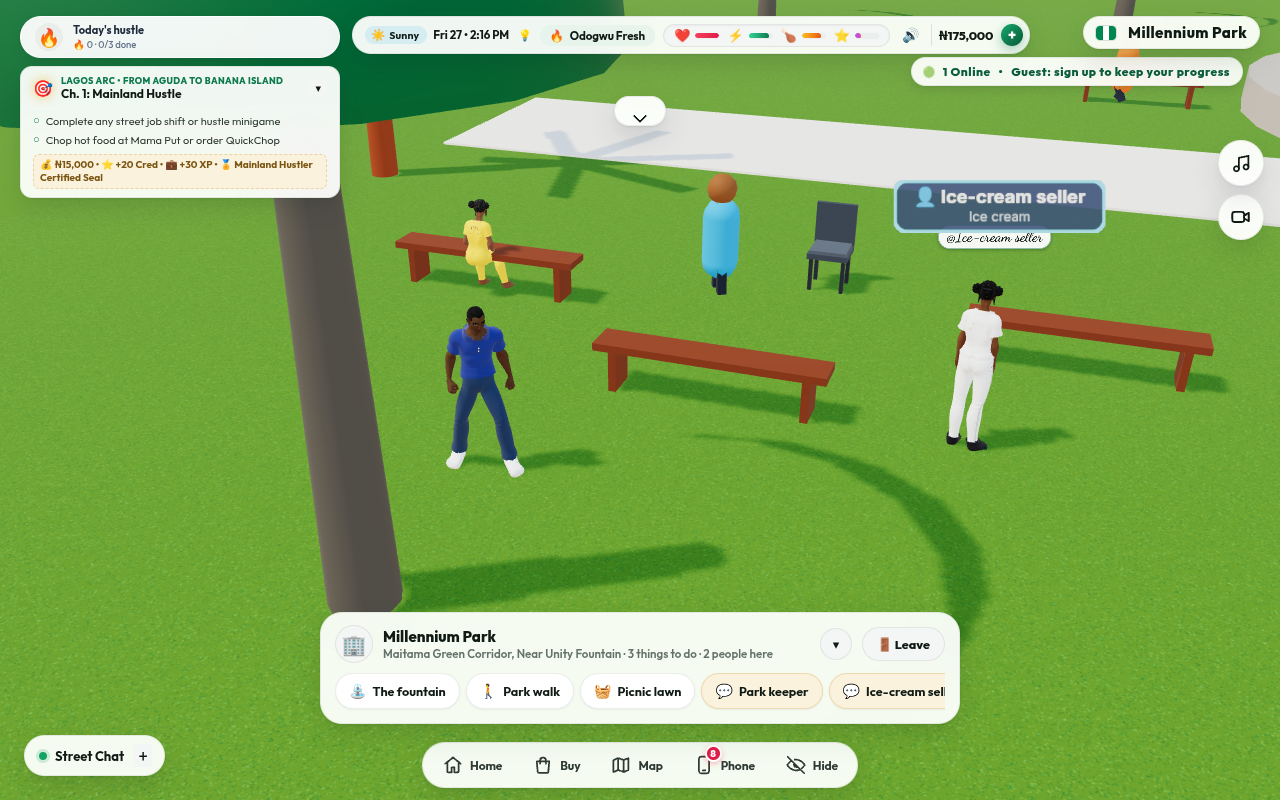 Today's hustle
🔥 0 · 0/3 done
LAGOS ARC • FROM AGUDA TO BANANA ISLAND
Ch. 1: Mainland Hustle
Complete any street job shift or hustle minigame
Chop hot food at Mama Put or order QuickChop
💰 ₦15,000 • ⭐ +20 Cred • 💼 +30 XP • 🏅 Mainland Hustler
Certified Seal
Sunny
Fri 27 • 2:16 PM
Odogwu Fresh
₦175,000
+
Millennium Park
1 Online • Guest: sign up to keep your progress
Ice-cream seller
Ice cream
@Ice-cream seller
Millennium Park
Maitama Green Corridor, Near Unity Fountain · 3 things to do · 2 people here
Leave
The fountain
Park walk
Picnic lawn
Park keeper
Ice-cream sell
Street Chat +
Home
Buy
Map
8
Phone
Hide